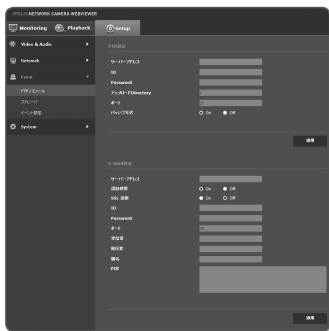 iPOLiS NETWORK CAMERA WEBVIEWER
Monitoring
Playback
Setup
Video & Audio
Network
Event
FTP / Eメール
ストレージ
イベント設定
System
FTP設定
サーバーアドレス
ID
Password
アップロードDirectory
ポート
パッシブ方式
On
Off
適用
E-mail設定
サーバーアドレス
認証使用
On
Off
SSL 使用
On
Off
ID
Password
ポート
受信者
発信者
題名
内容
適用